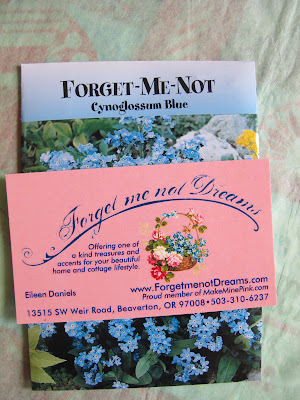 FORGET-ME-NOT
Cynoglossum Blue
Forget me not Dreams
Offering one of
a kind treasures and
accents for your beautiful
home and cottage lifestyle.
www.ForgetmenotDreams.com
Eileen Daniels
Proud member of MakeMinePink.com
13515 SW Weir Road, Beaverton, OR 97008•503-310-6237